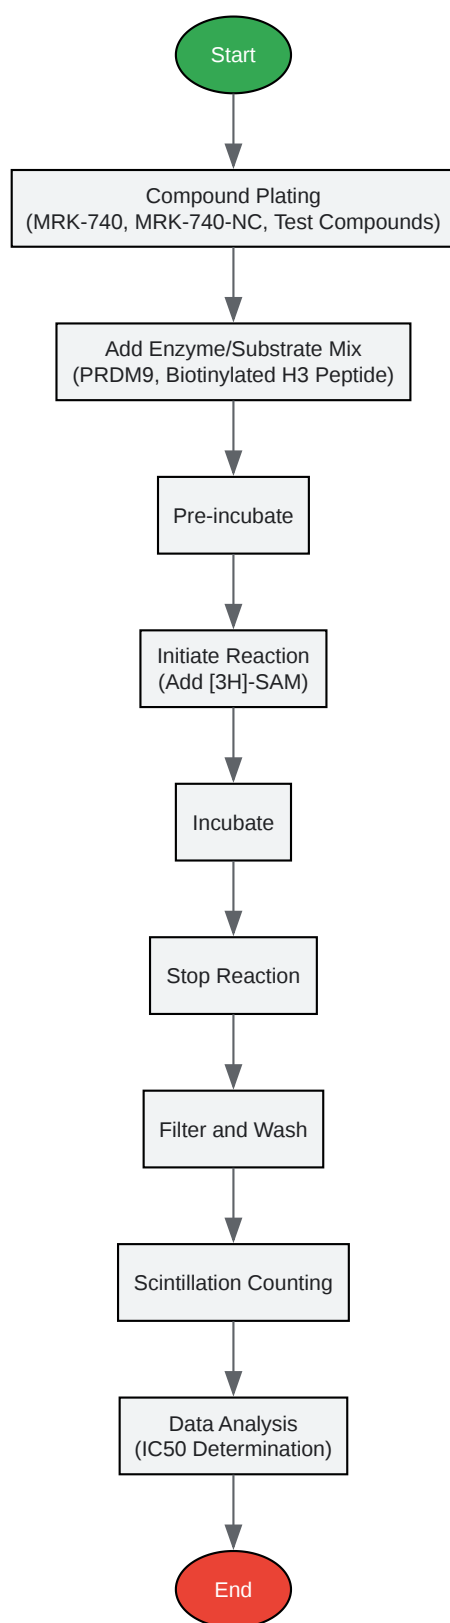 Start
Compound Plating
(MRK-740, MRK-740-NC, Test Compounds)
Add Enzyme/Substrate Mix
(PRDM9, Biotinylated H3 Peptide)
Pre-incubate
Initiate Reaction
(Add [3H]-SAM)
Incubate
Stop Reaction
Filter and Wash
Scintillation Counting
Data Analysis
(IC50 Determination)
End